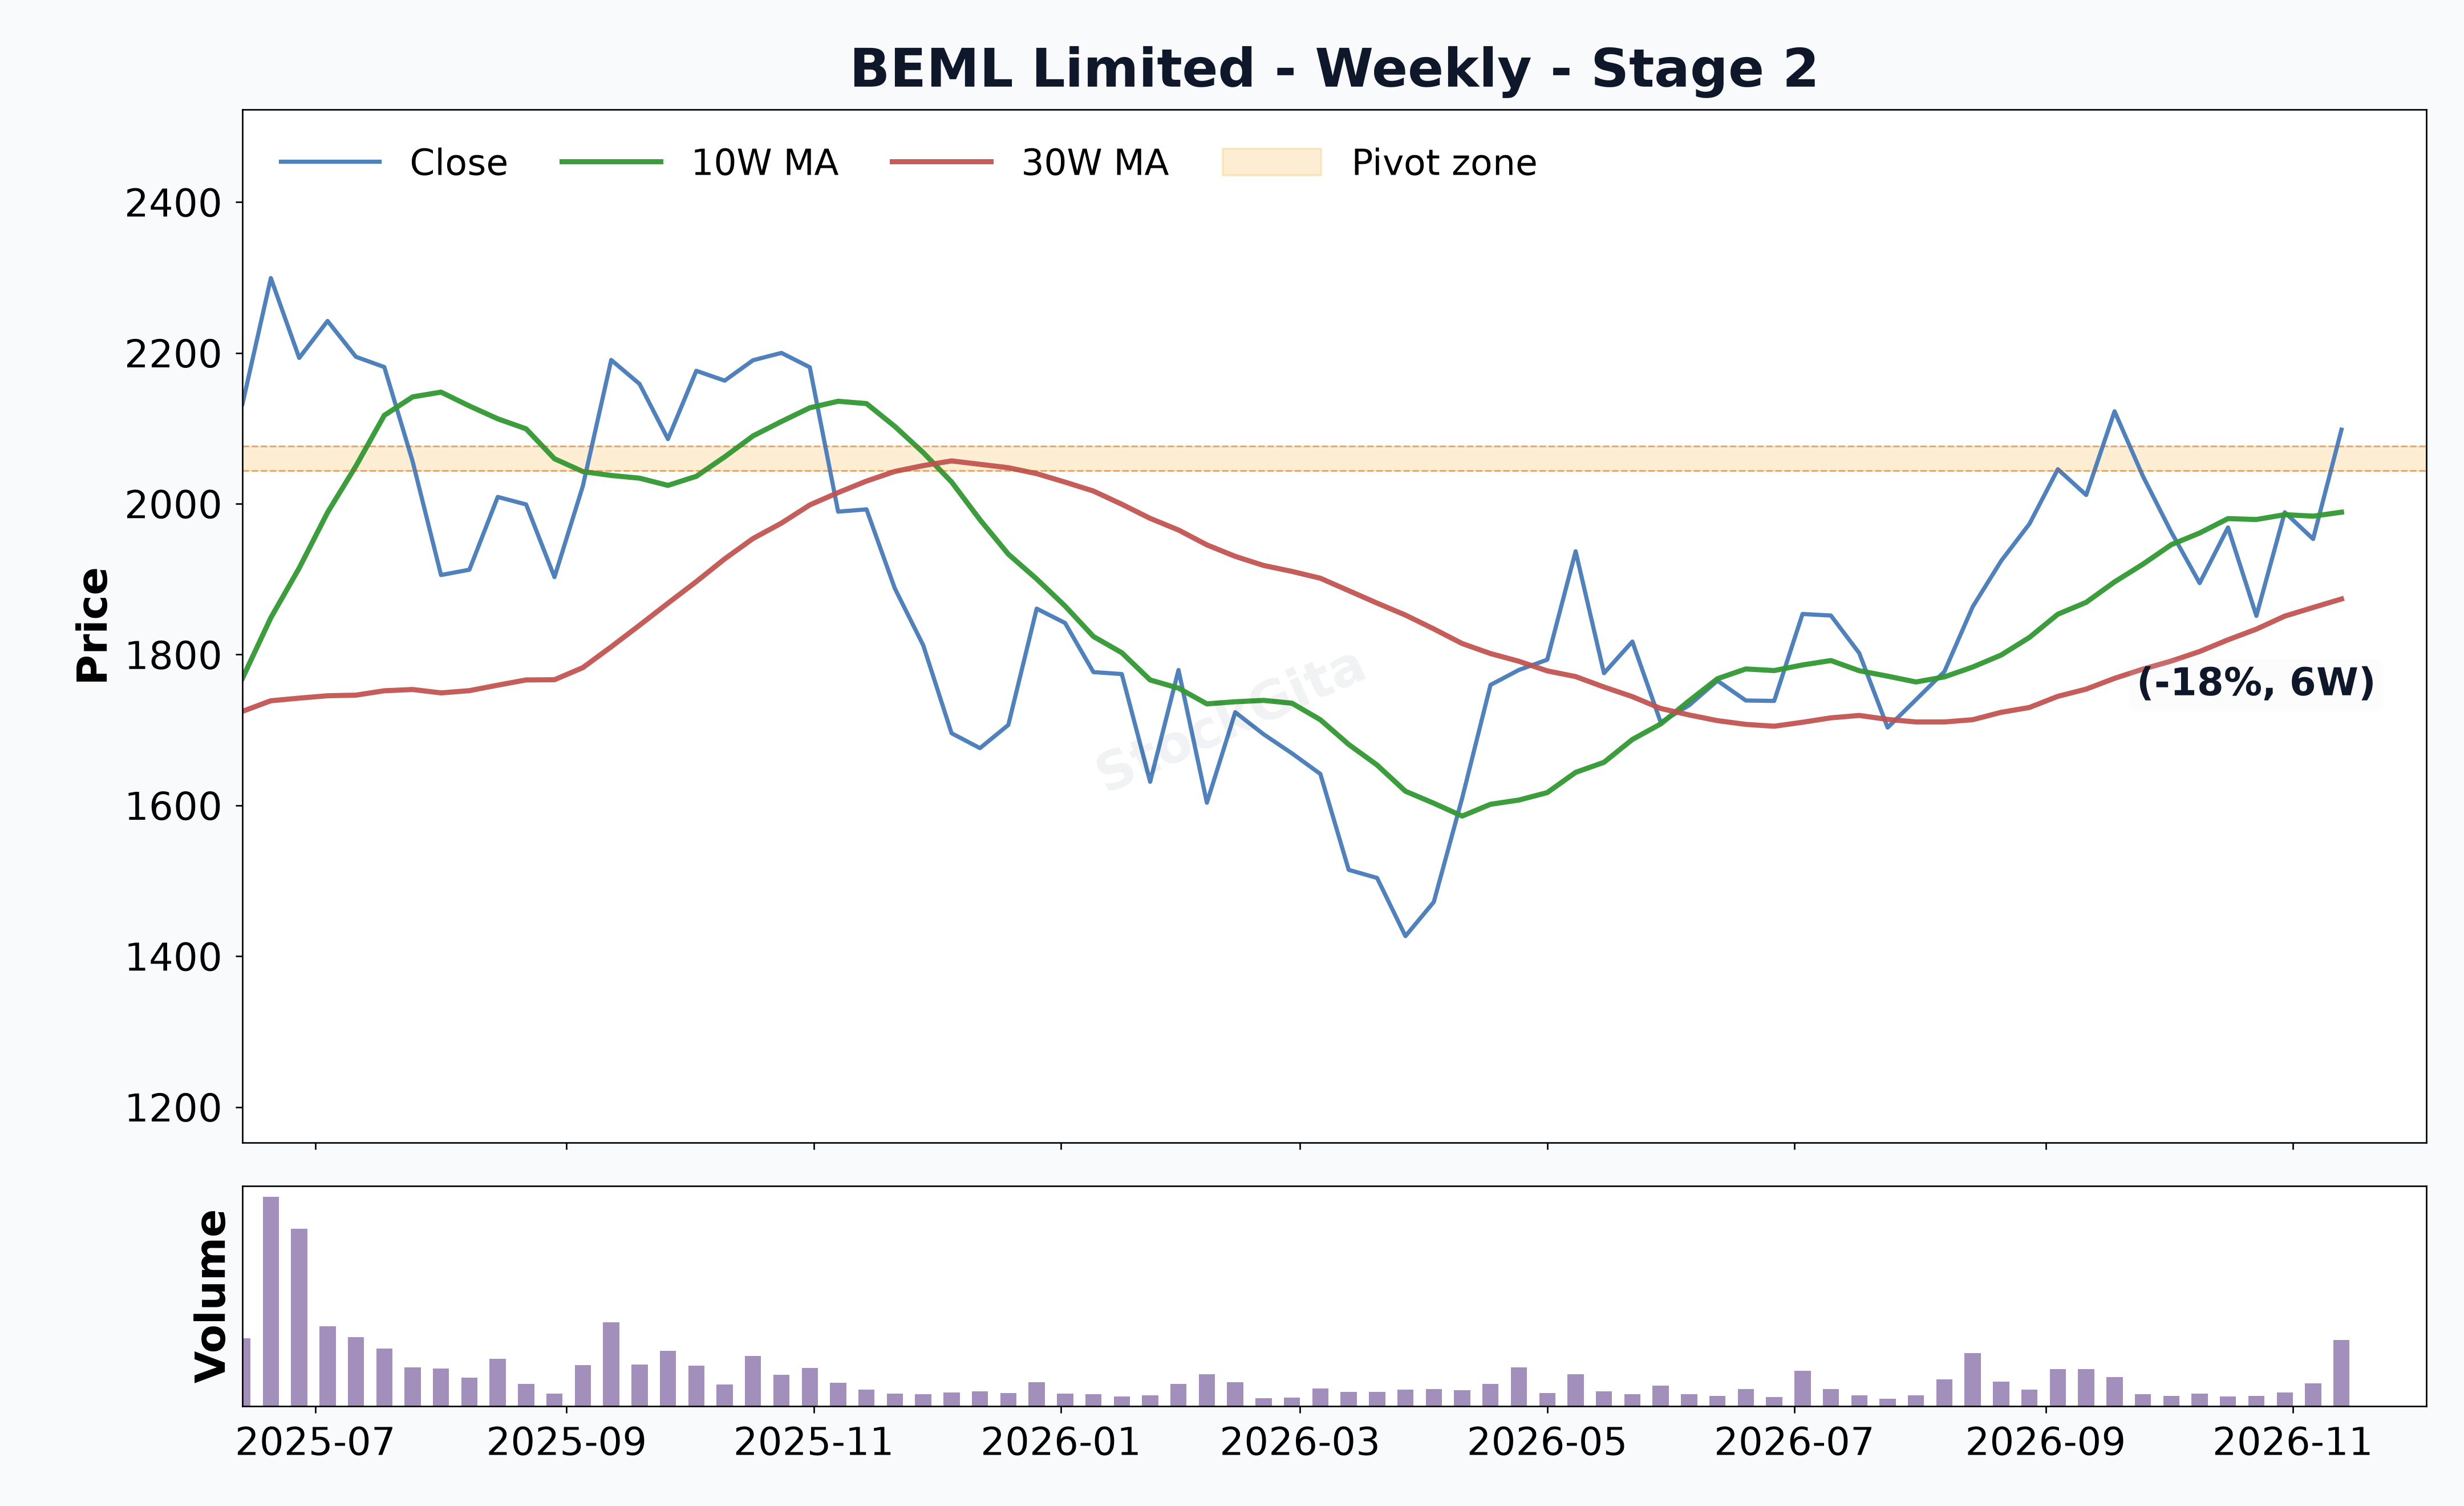 BEML Limited - Weekly - Stage 2
Close 10W MA 30W MA Pivot zone
2400
2200
2000
1800
1600
1400
1200
Price
StockGita
(-18%, 6W)
Volume
2025-07 2025-09 2025-11 2026-01 2026-03 2026-05 2026-07 2026-09 2026-11